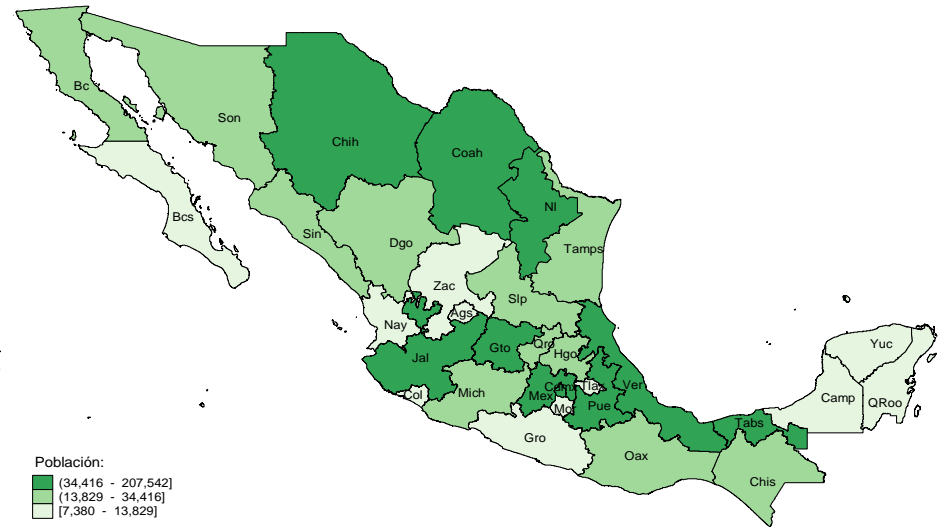 Bc
Son
Chih
Coah
Bcs
Nl
Sin
Dgo
Tamps
Zac
Slp
Ags
Nay
Qro
Gto
Hgo
Jal
Yuc
Col
Mich
Mex
Cdmx
Tlax
Ver
Camp
QRoo
Mor
Pue
Tabs
Gro
Oax
Chis
Población:
(34,416 - 207,542]
(13,829 - 34,416]
[7,380 - 13,829]